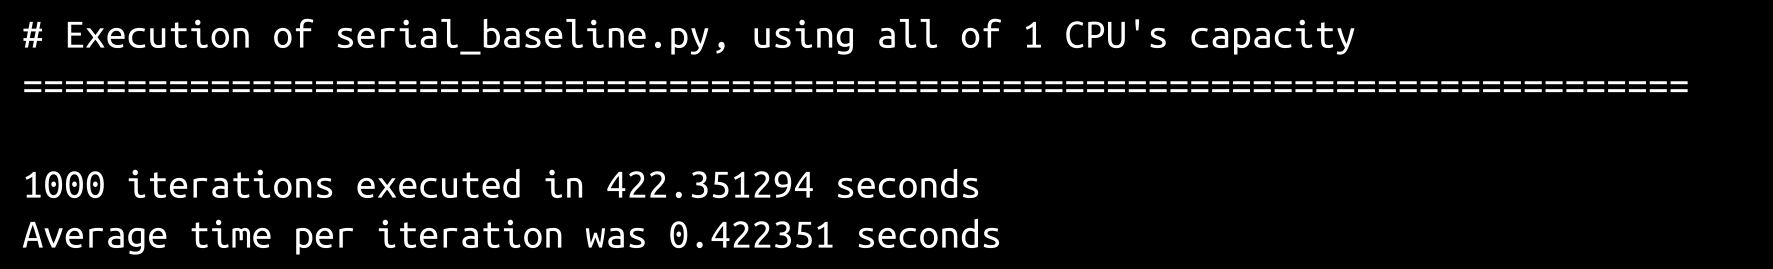 # Execution of serial_baseline.py, using all of 1 CPU's capacity
================================================================================
1000 iterations executed in 422.351294 seconds
Average time per iteration was 0.422351 seconds